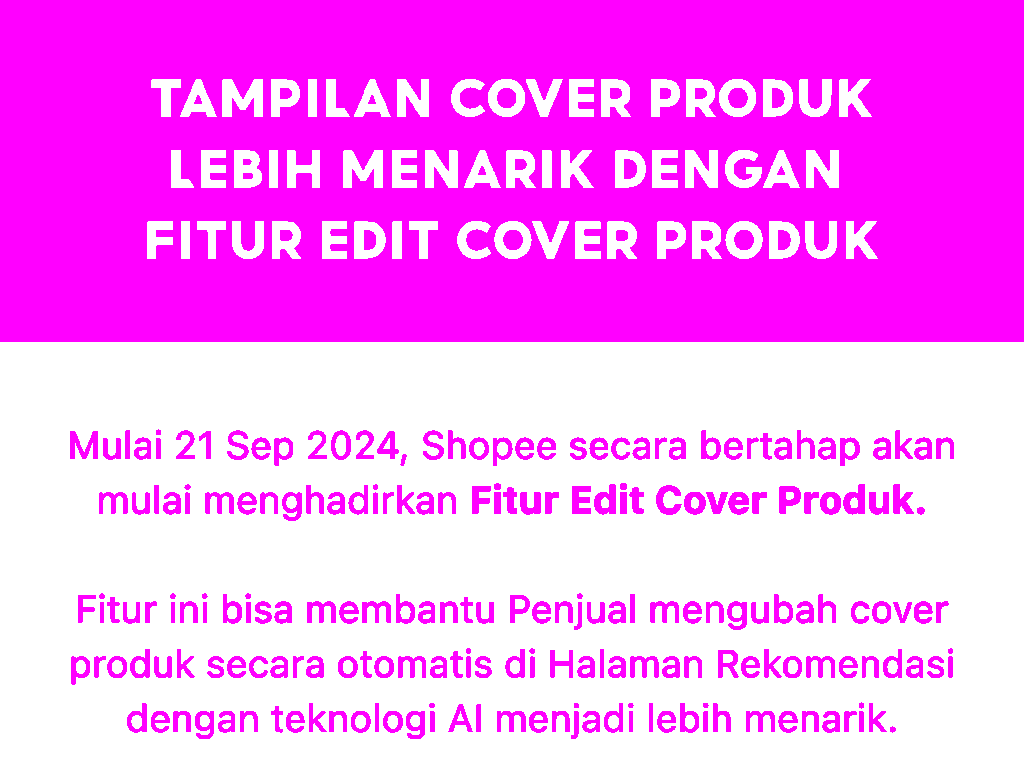 TAMPILAN COVER PRODUK
LEBIH MENARIK DENGAN
FITUR EDIT COVER PRODUK
Mulai 21 Sep 2024, Shopee secara bertahap akan
mulai menghadirkan Fitur Edit Cover Produk.
Fitur ini bisa membantu Penjual mengubah cover
produk secara otomatis di Halaman Rekomendasi
dengan teknologi AI menjadi lebih menarik.